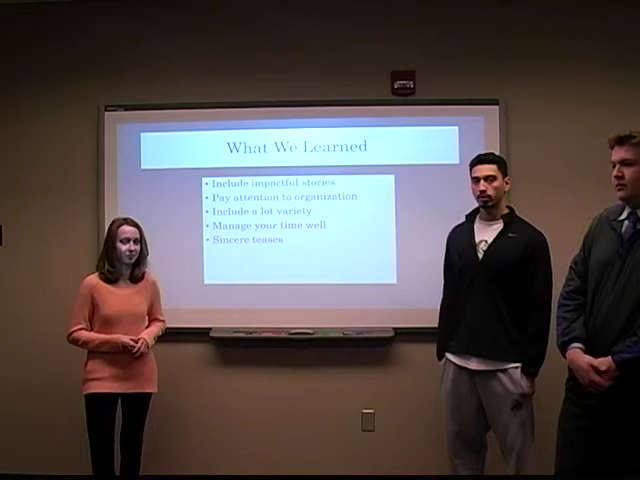 What We Learned
• Include impactful stories
• Pay attention to organization
• Include a lot variety
• Manage your time well
• Sincere teases